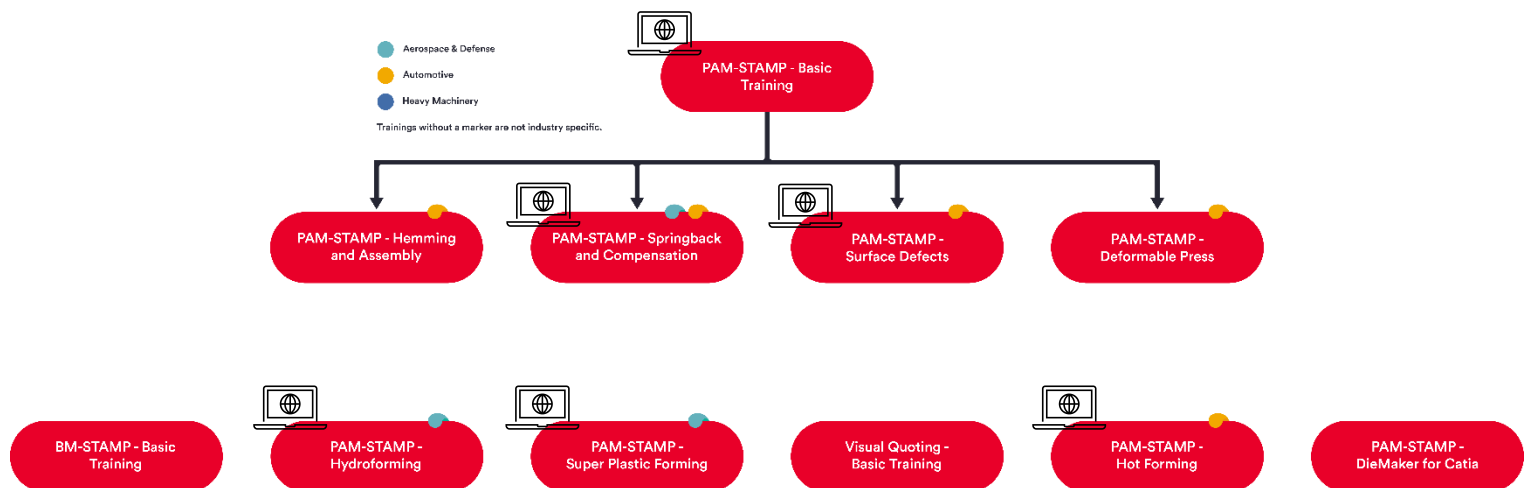 Aerospace & Defense
Automotive
Heavy Machinery
Trainings without a marker are not industry specific.
PAM-STAMP - Basic
Training
PAM-STAMP - Hemming
and Assembly
PAM-STAMP - Springback
and Compensation
PAM-STAMP -
Surface Defects
PAM-STAMP -
Deformable Press
BM-STAMP - Basic
Training
PAM-STAMP -
Hydroforming
PAM-STAMP -
Super Plastic Forming
Visual Quoting -
Basic Training
PAM-STAMP -
Hot Forming
PAM-STAMP -
DieMaker for Catia